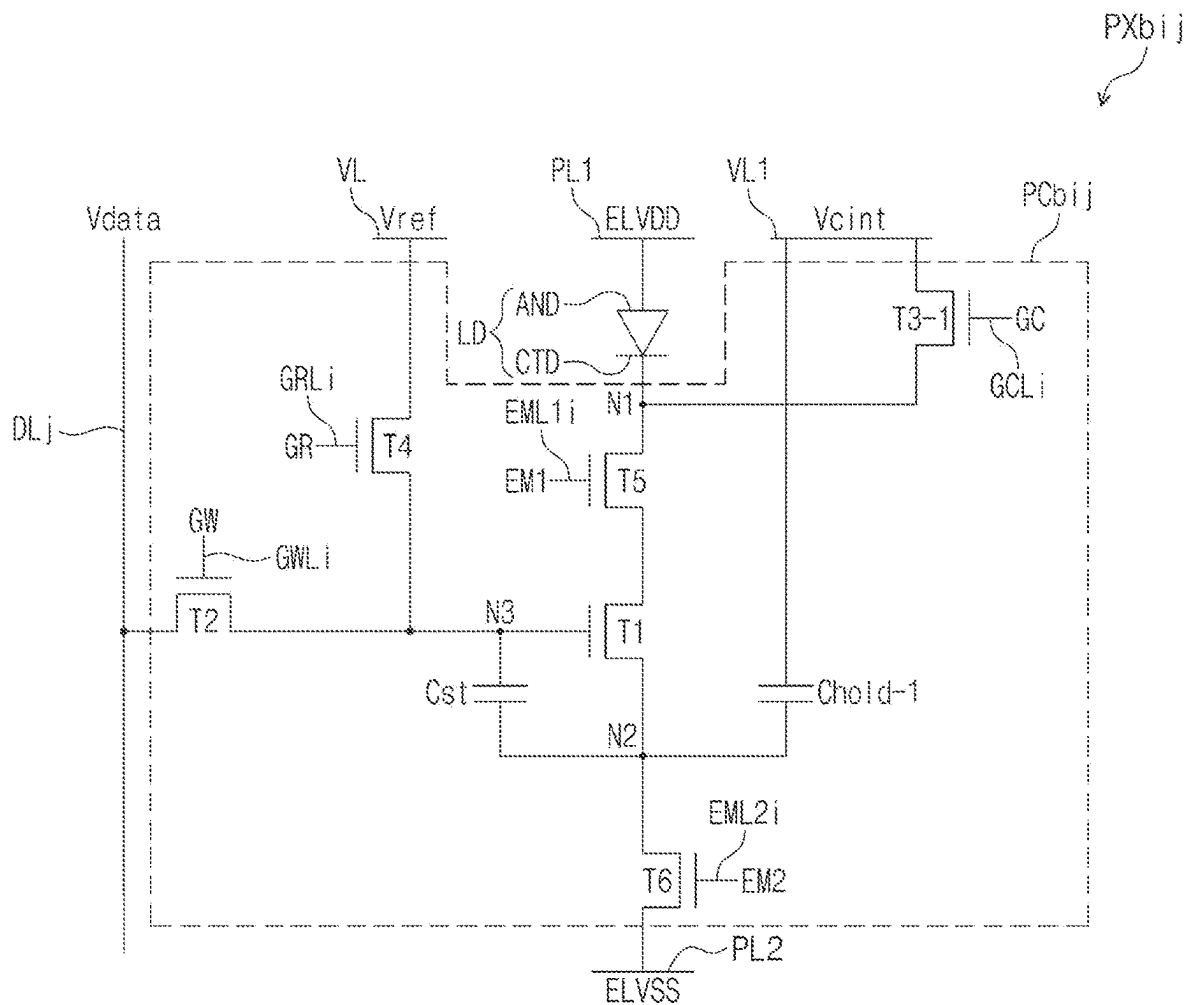 PXbij
VL
PL1
VL1
PCbij
Vdata
Vref
ELVDD
Vcint
AND
LD
CTD
T3-1
GC
GCLi
GRLi
N1
EML1i
DLj
GR
T4
EM1
T5
GW
GWLi
T2
N3
T1
Cst
Chold-1
N2
EML2i
T6
EM2
PL2
ELVSS